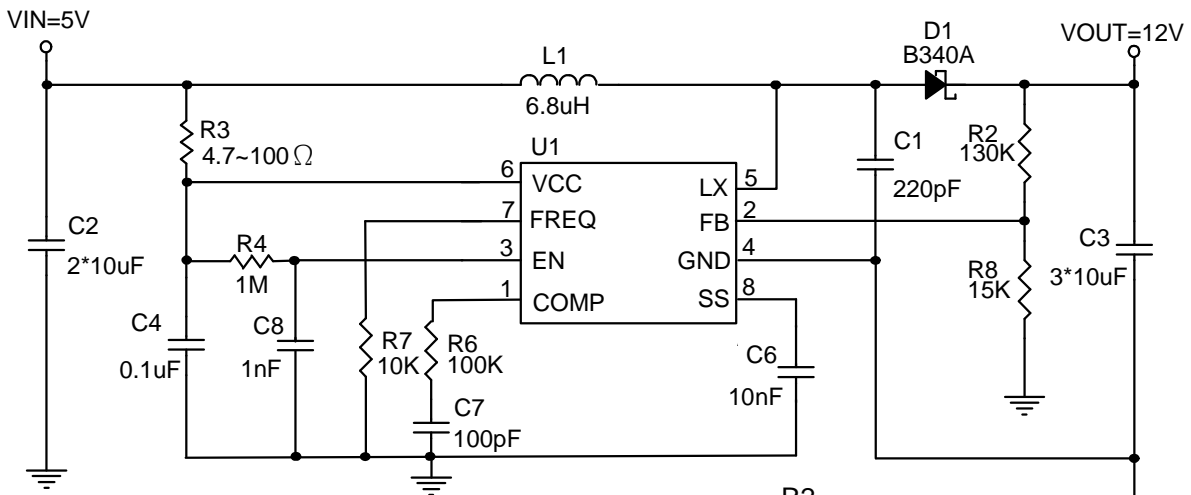 VIN=5V
D1
B340A
VOUT=12V
L1
6.8uH
R3
4.7~100Ω
U1
R2
130K
C1
220pF
6
VCC
LX
5
7
FREQ
FB
2
C2
2*10uF
R4
1M
3
EN
GND
4
C3
3*10uF
R8
15K
1
COMP
SS
8
C4
0.1uF
C8
1nF
R7
10K
R6
100K
C6
10nF
C7
100pF